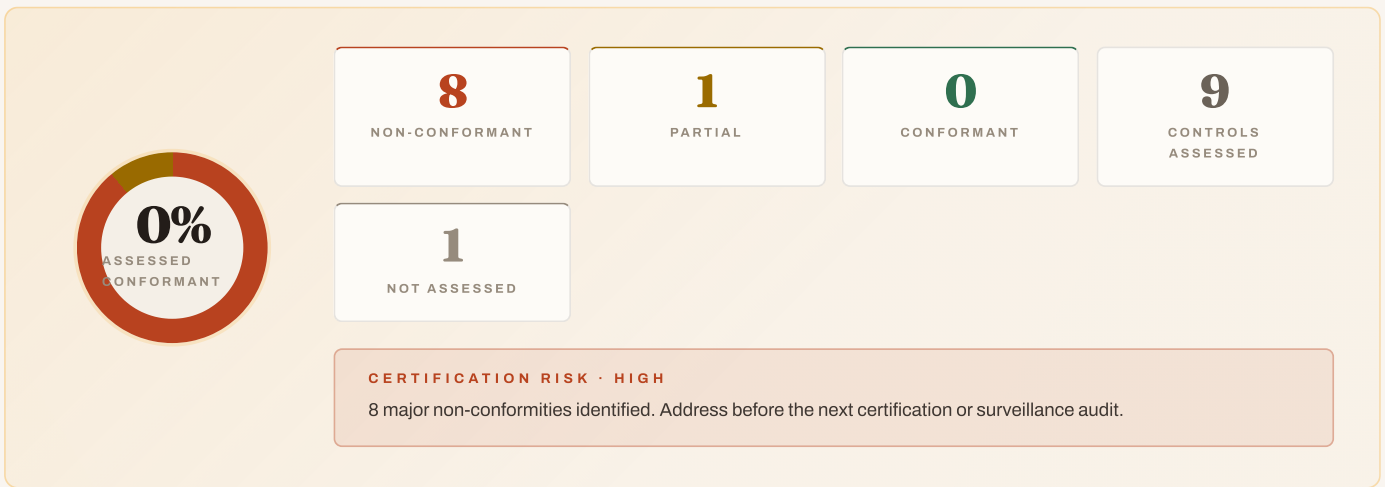 0%
ASSESSED
CONFORMANT
8
NON-CONFORMANT
1
PARTIAL
0
CONFORMANT
9
CONTROLS
ASSESSED
1
NOT ASSESSED
CERTIFICATION RISK · HIGH
8 major non-conformities identified. Address before the next certification or surveillance audit.